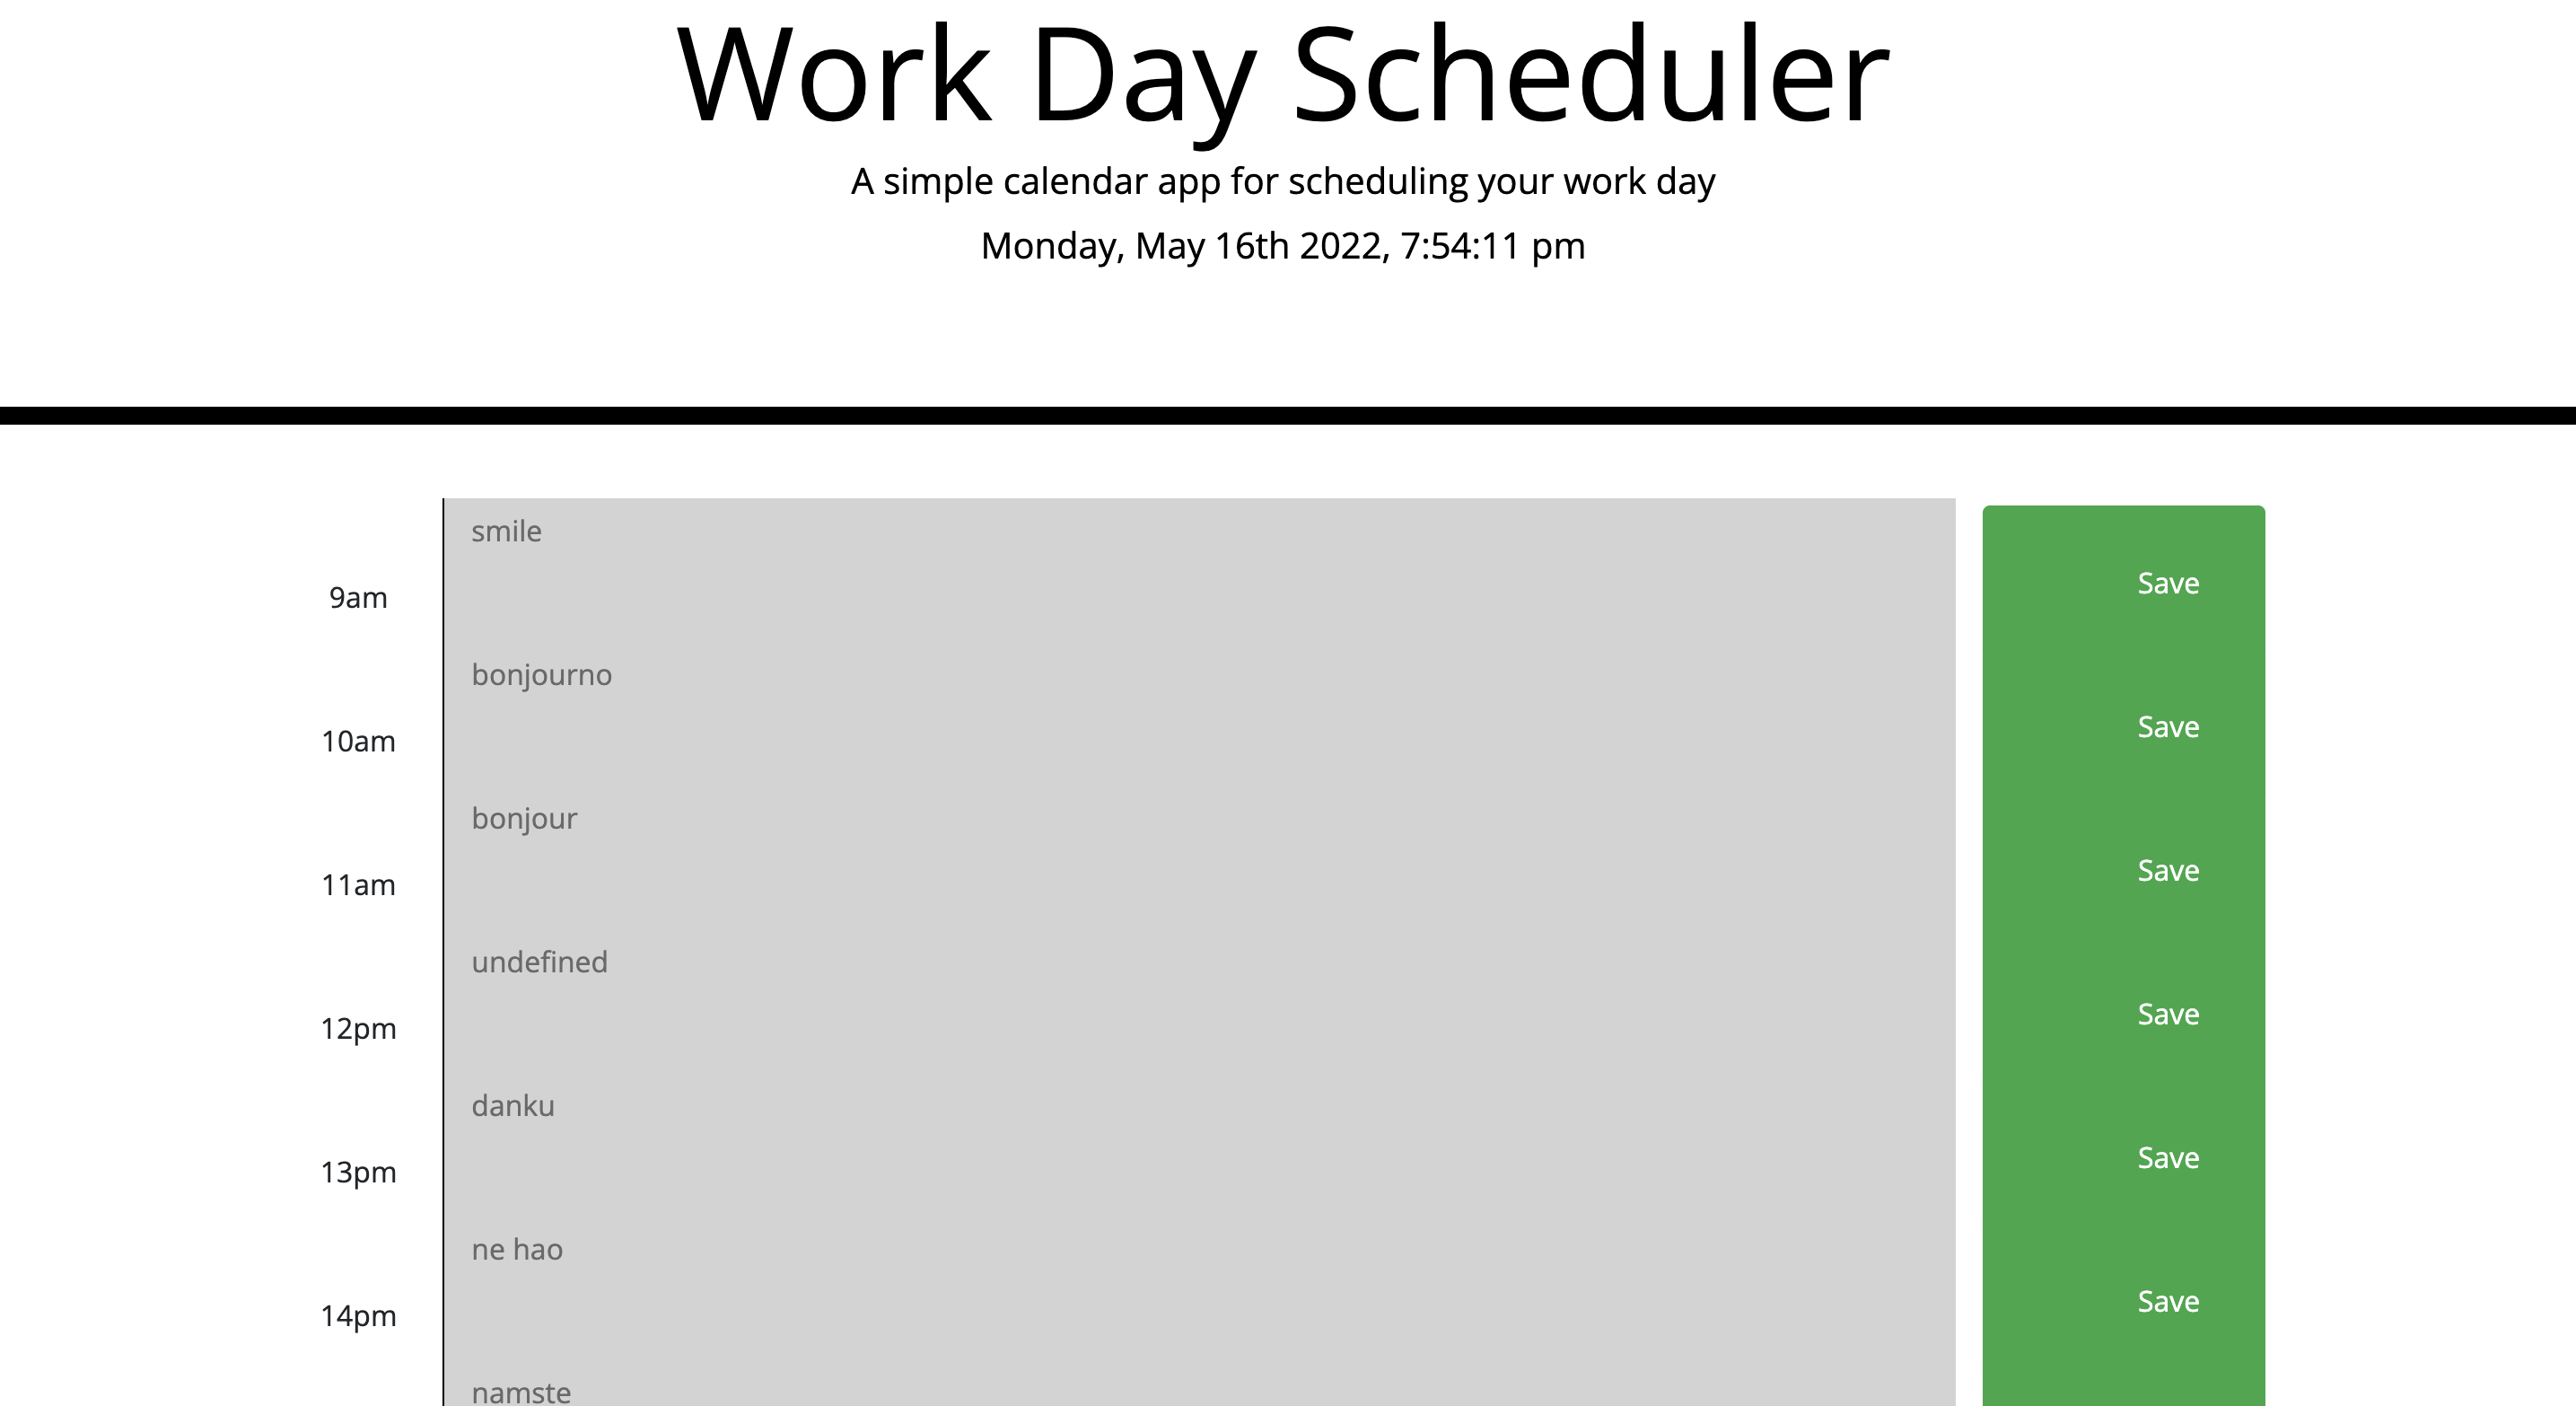 Work Day Scheduler
A simple calendar app for scheduling your work day
Monday, May 16th 2022, 7:54:11 pm
smile
9am
Save
bonjourno
10am
Save
bonjour
11am
Save
undefined
12pm
Save
danku
13pm
Save
ne hao
14pm
Save
namste